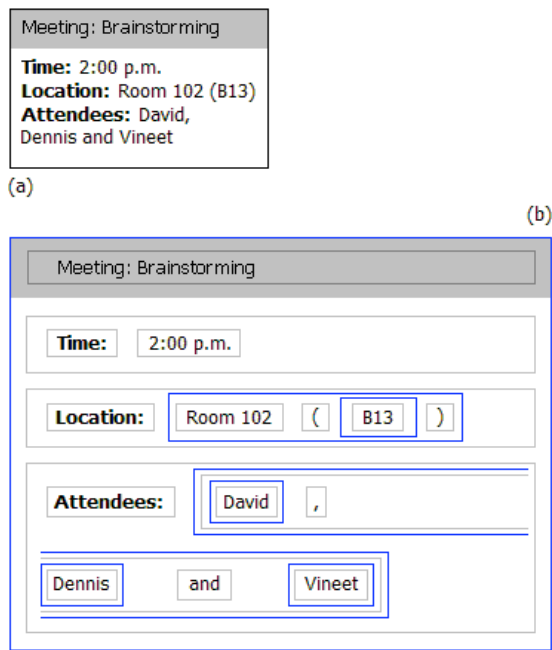 Meeting: Brainstorming
Time: 2:00 p.m.
Location: Room 102 (B13)
Attendees: David,
Dennis and Vineet
(a)
(b)
Meeting: Brainstorming
Time: 2:00 p.m.
Location: Room 102 ( B13 )
Attendees: David ,
Dennis and Vineet